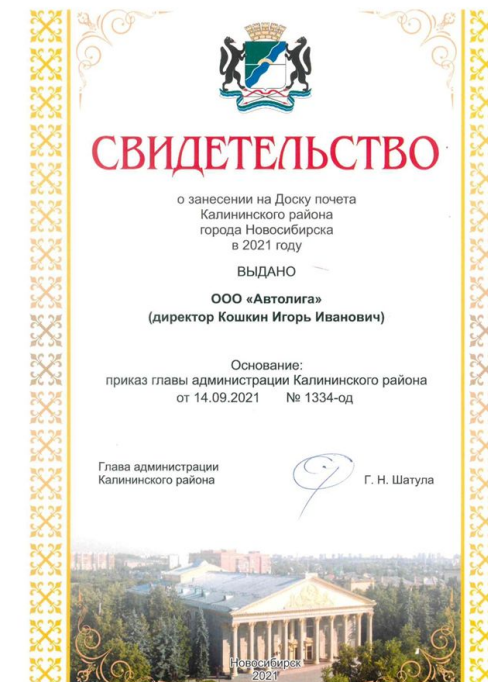 СВИДЕТЕЛЬСТВО
о занесении на Доску почета
Калининского района
города Новосибирска
в 2021 году
ВЫДАНО
ООО «Автолига»
(директор Кошкин Игорь Иванович)
Основание:
приказ главы администрации Калининского района
от 14.09.2021 № 1334-од
Глава администрации
Калининского района
Г. Н. Шатула
Новосибирск
2021